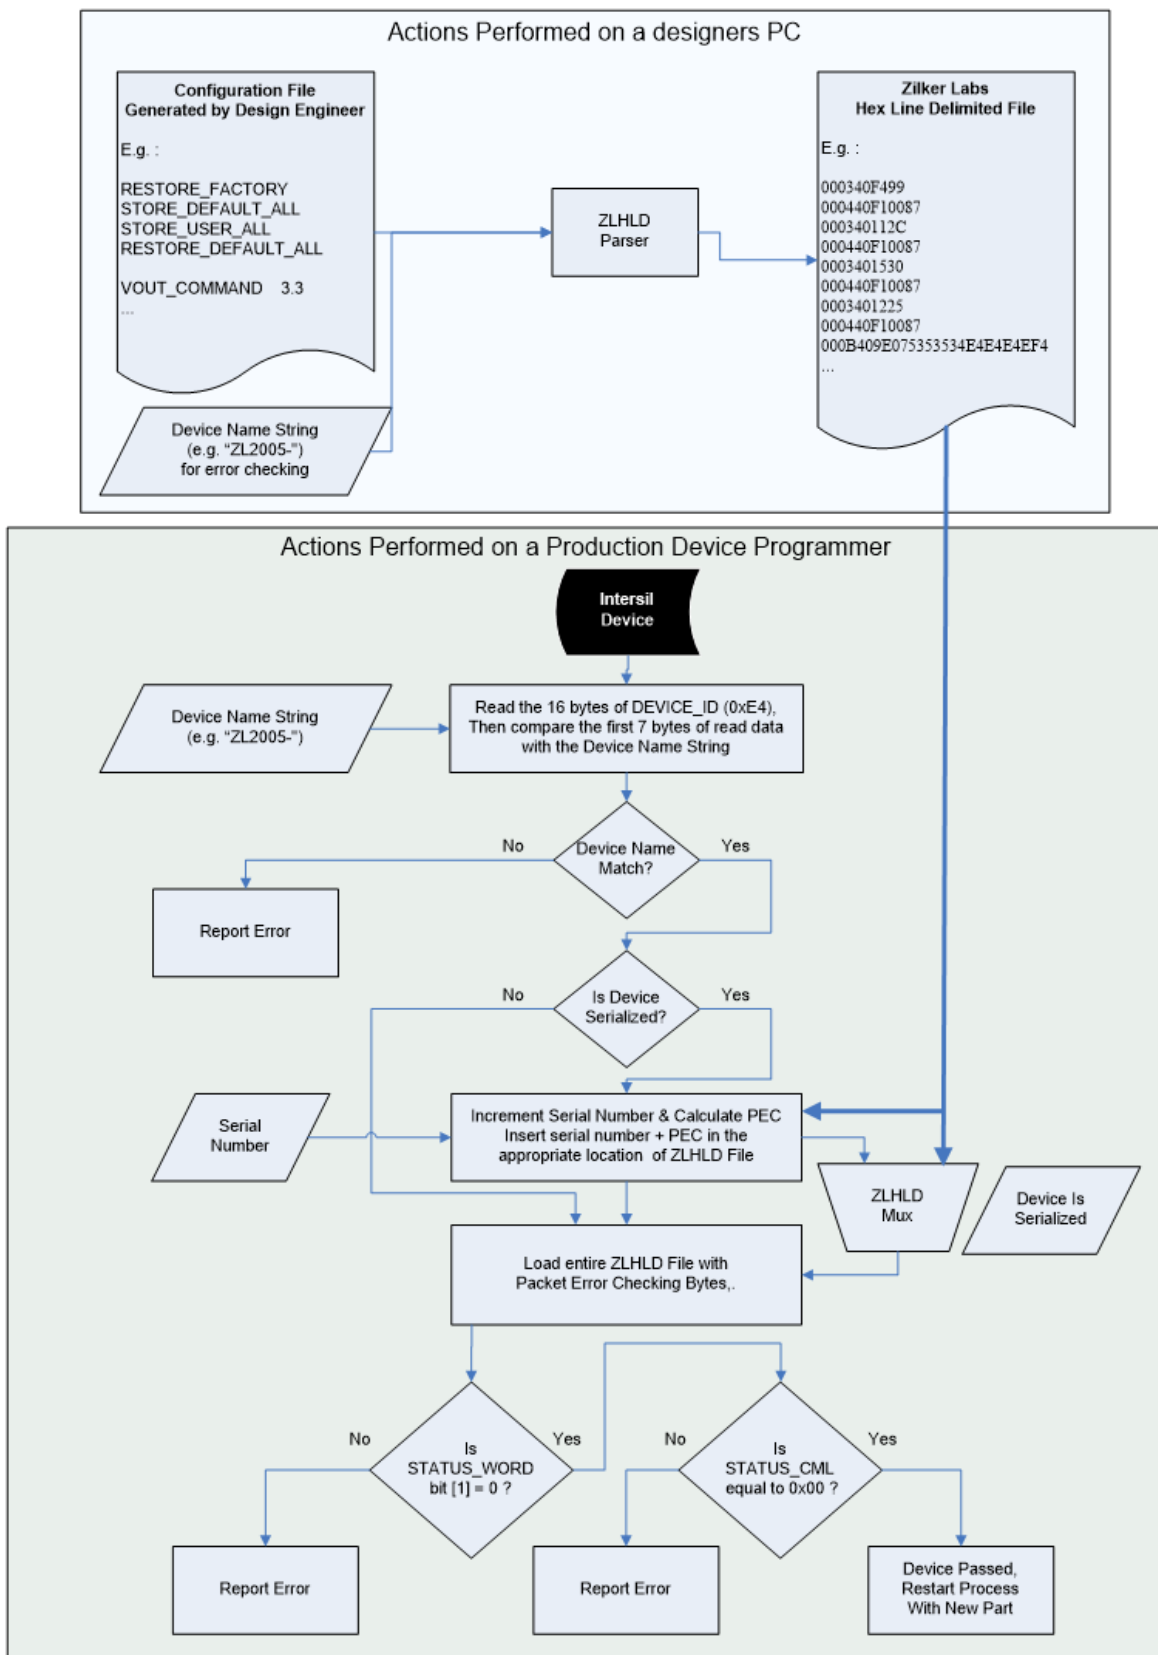 Actions Performed on a designers PC
Configuration File
Generated by Design Engineer
E.g. :
RESTORE_FACTORY
STORE_DEFAULT_ALL
STORE_USER_ALL
RESTORE_DEFAULT_ALL
VOUT_COMMAND 3.3
...
Device Name String
(e.g. “ZL2005-”)
for error checking
ZLHLD
Parser
Zilker Labs
Hex Line Delimited File
E.g. :
000340F499
000440F10087
000340112C
000440F10087
0003401530
000440F10087
0003401225
000440F10087
000B409E075353534E4E4E4EF4
...
Actions Performed on a Production Device Programmer
Intersil
Device
Device Name String
(e.g. “ZL2005-”)
Read the 16 bytes of DEVICE_ID (0xE4),
Then compare the first 7 bytes of read data
with the Device Name String
No
Device Name
Match?
Yes
Report Error
No
Is Device
Serialized?
Yes
Serial
Number
Increment Serial Number & Calculate PEC
Insert serial number + PEC in the
appropriate location of ZLHLD File
ZLHLD
Mux
Device Is
Serialized
Load entire ZLHLD File with
Packet Error Checking Bytes,.
No
Is
STATUS_WORD
bit [1] = 0 ?
Yes
No
Is
STATUS_CML
equal to 0x00 ?
Yes
Report Error
Report Error
Device Passed,
Restart Process
With New Part